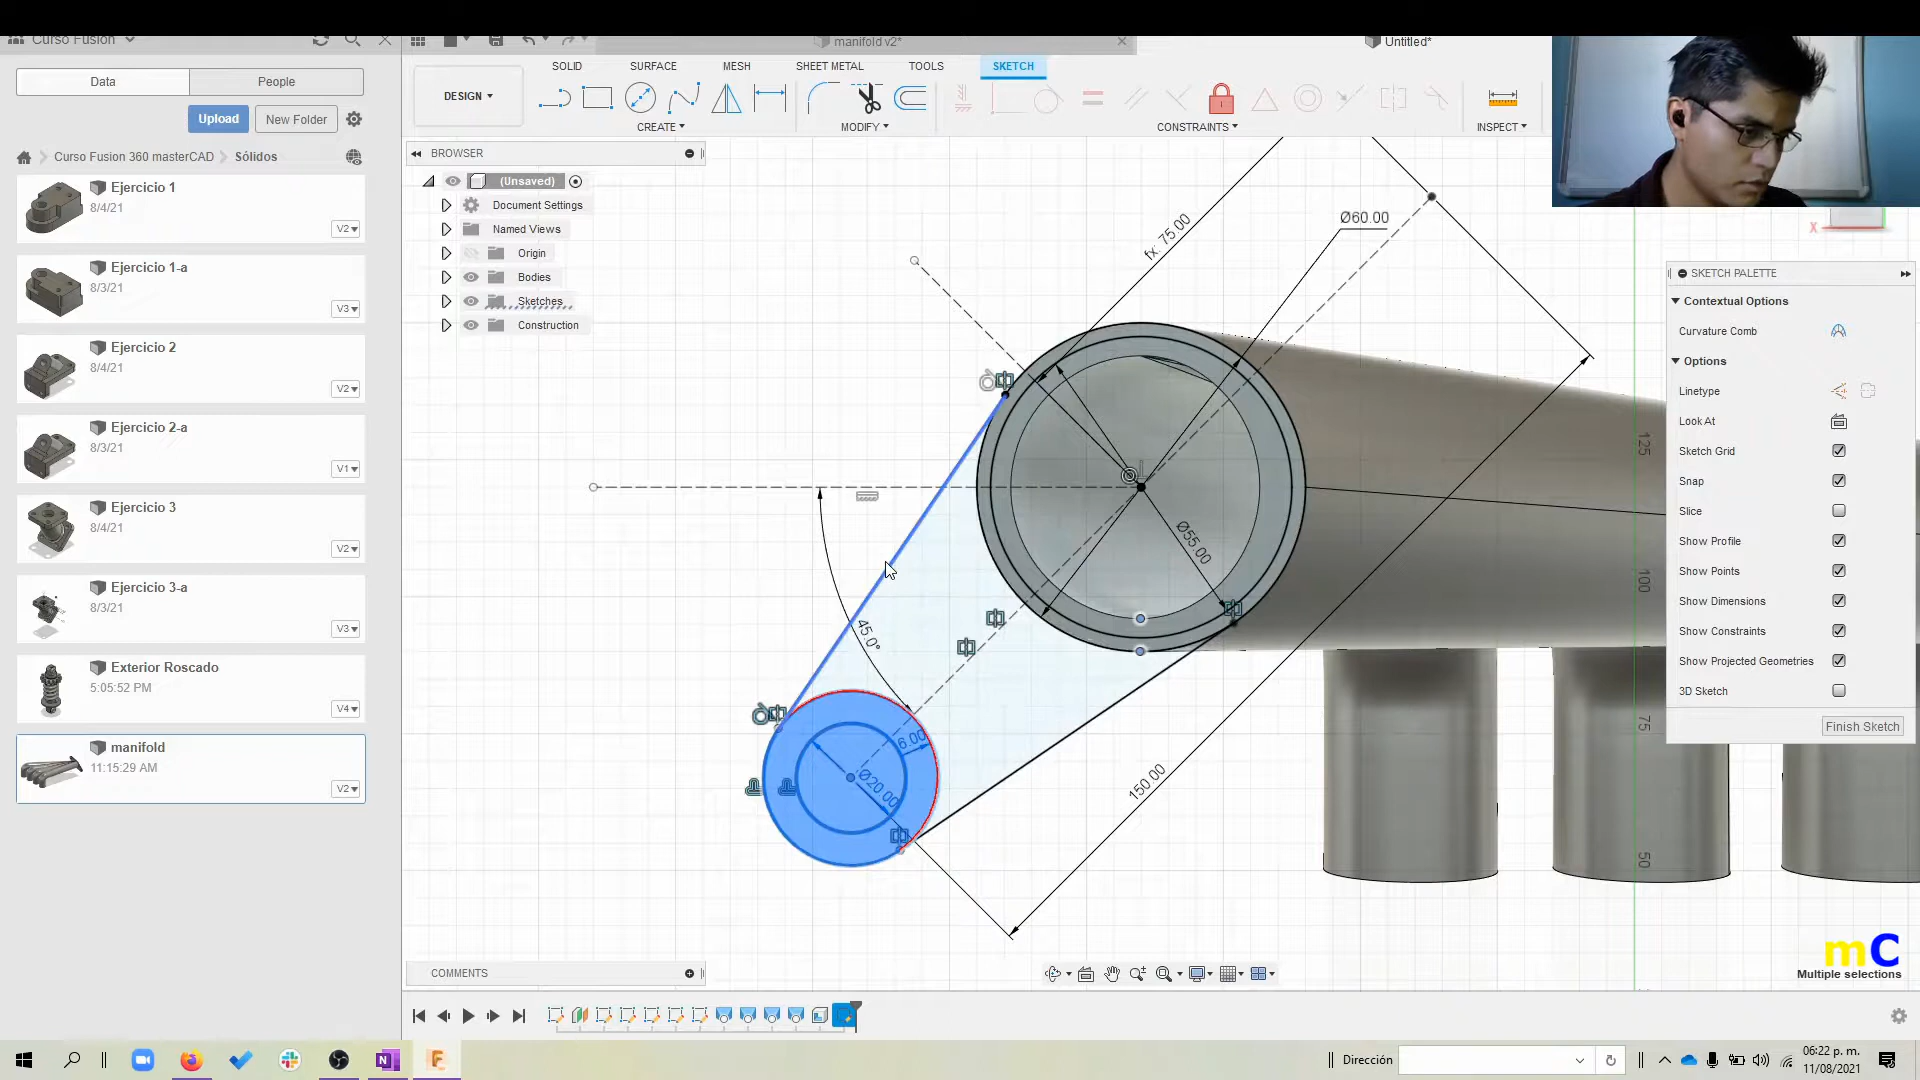 Curso Fusion
manifold v2*
Untitled*
Data
People
Upload
New Folder
Curso Fusion 360 masterCAD
Sólidos
Ejercicio 1
8/4/21
V2
Ejercicio 1-a
8/3/21
V3
Ejercicio 2
8/4/21
V2
Ejercicio 2-a
8/3/21
V1
Ejercicio 3
8/4/21
V2
Ejercicio 3-a
8/3/21
V3
Exterior Roscado
5:05:52 PM
V4
manifold
11:15:29 AM
V2
DESIGN
SOLID
SURFACE
MESH
SHEET METAL
TOOLS
SKETCH
CREATE
MODIFY
CONSTRAINTS
INSPECT
BROWSER
(Unsaved)
Document Settings
Named Views
Origin
Bodies
Sketches
Construction
fx: 75.00
Ø60.00
Ø55.00
45.0°
6.00
Ø20.00
150.00
125
100
75
50
X
SKETCH PALETTE
Contextual Options
Curvature Comb
Options
Linetype
Look At
Sketch Grid
Snap
Slice
Show Profile
Show Points
Show Dimensions
Show Constraints
Show Projected Geometries
3D Sketch
Finish Sketch
mC
Multiple selections
COMMENTS
Dirección
06:22 p. m.
11/08/2021